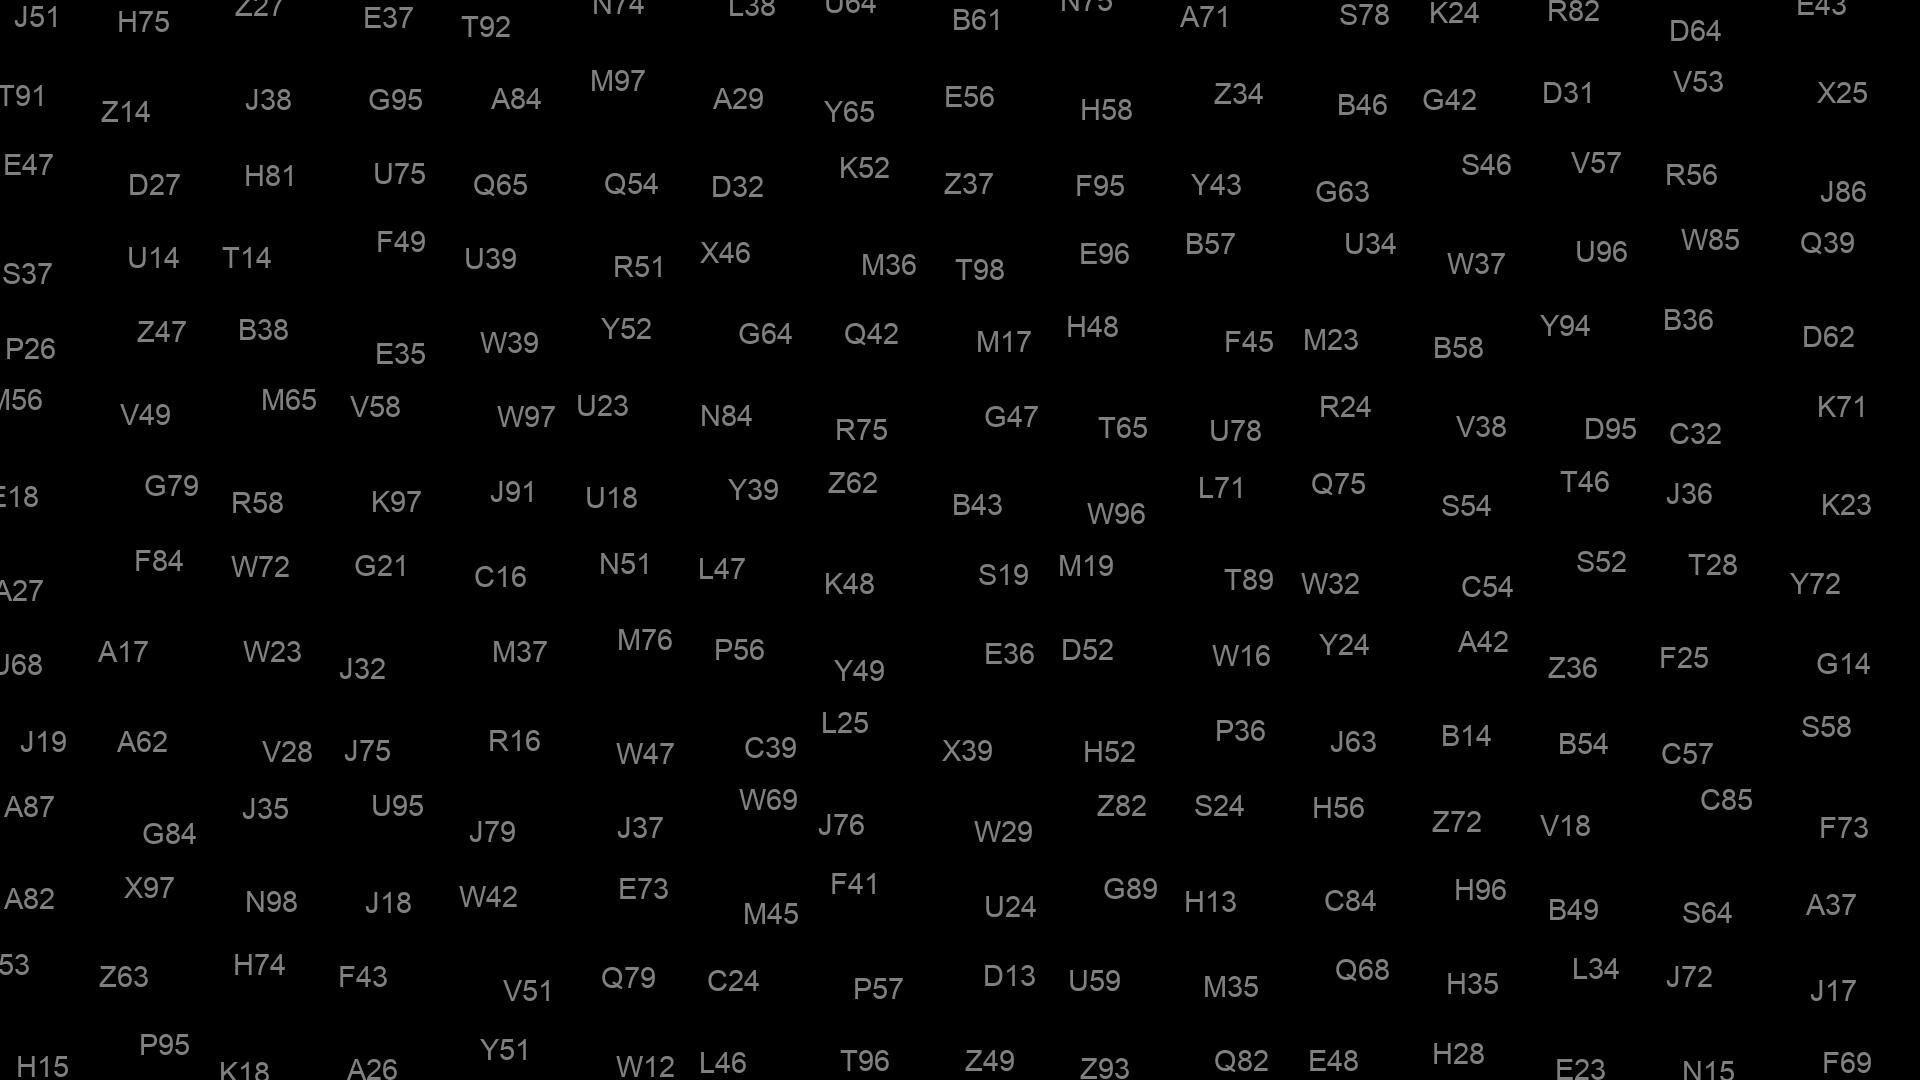 J51 H75 Z27 E37 T92 N74 L38 U64 B61 N75 A71 S78 K24 R82 D64 E43
T91 Z14 J38 G95 A84 M97 A29 Y65 E56 H58 Z34 B46 G42 D31 V53 X25
E47 D27 H81 U75 Q65 Q54 D32 K52 Z37 F95 Y43 G63 S46 V57 R56 J86
S37 U14 T14 F49 U39 R51 X46 M36 T98 E96 B57 U34 W37 U96 W85 Q39
P26 Z47 B38 E35 W39 Y52 G64 Q42 M17 H48 F45 M23 B58 Y94 B36 D62
M56 V49 M65 V58 W97 U23 N84 R75 G47 T65 U78 R24 V38 D95 C32 K71
E18 G79 R58 K97 J91 U18 Y39 Z62 B43 W96 L71 Q75 S54 T46 J36 K23
A27 F84 W72 G21 C16 N51 L47 K48 S19 M19 T89 W32 C54 S52 T28 Y72
U68 A17 W23 J32 M37 M76 P56 Y49 E36 D52 W16 Y24 A42 Z36 F25 G14
J19 A62 V28 J75 R16 W47 C39 L25 X39 H52 P36 J63 B14 B54 C57 S58
A87 G84 J35 U95 J79 J37 W69 J76 W29 Z82 S24 H56 Z72 V18 C85 F73
A82 X97 N98 J18 W42 E73 M45 F41 U24 G89 H13 C84 H96 B49 S64 A37
53 Z63 H74 F43 V51 Q79 C24 P57 D13 U59 M35 Q68 H35 L34 J72 J17
H15 P95 K18 A26 Y51 W12 L46 T96 Z49 Z93 Q82 E48 H28 E23 N15 F69